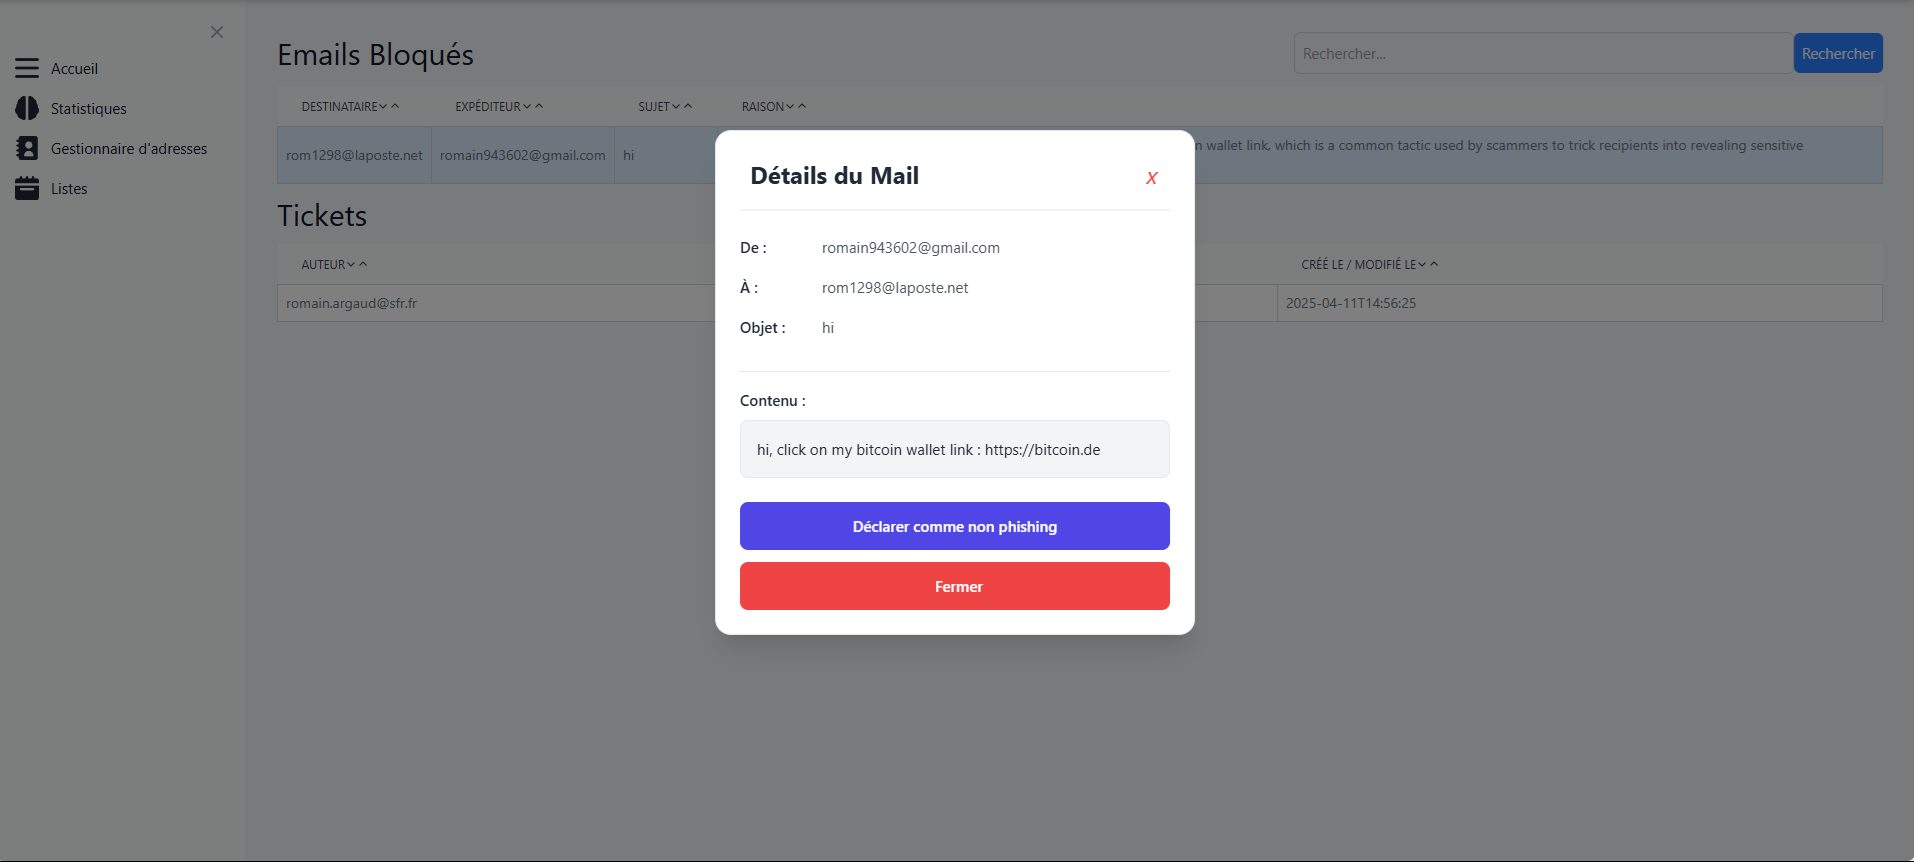 Accueil
Statistiques
Gestionnaire d'adresses
Listes
Emails Bloqués
Rechercher...
Rechercher
DESTINATAIRE
EXPÉDITEUR
SUJET
RAISON
rom1298@laposte.net
romain943602@gmail.com
hi
n wallet link, which is a common tactic used by scammers to trick recipients into revealing sensitive
Tickets
AUTEUR
CRÉÉ LE / MODIFIÉ LE
romain.argaud@sfr.fr
2025-04-11T14:56:25
Détails du Mail
X
De :
romain943602@gmail.com
À :
rom1298@laposte.net
Objet :
hi
Contenu :
hi, click on my bitcoin wallet link : https://bitcoin.de
Déclarer comme non phishing
Fermer